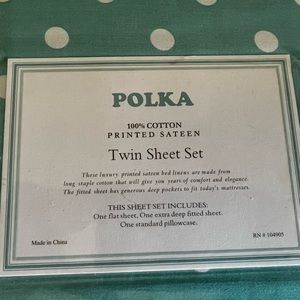 POLKA
100% COTTON
PRINTED SATEEN
Twin Sheet Set
These luxury printed sateen bed linens are made from
long staple cotton that will give you years of comfort and elegance.
The fitted sheet has generous deep pockets to fit today's mattresses.
THIS SHEET SET INCLUDES:
One flat sheet, One extra deep fitted sheet.
One standard pillowcase.
Made in China
RN # 104905